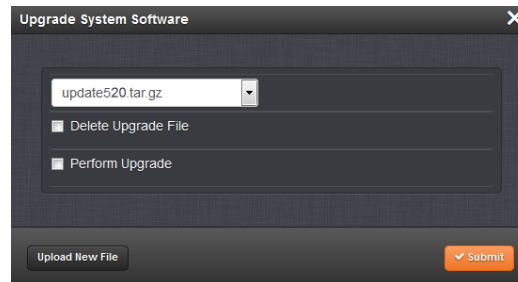 Upgrade System Software
update520.tar.gz
Delete Upgrade File
Perform Upgrade
Upload New File
Submit